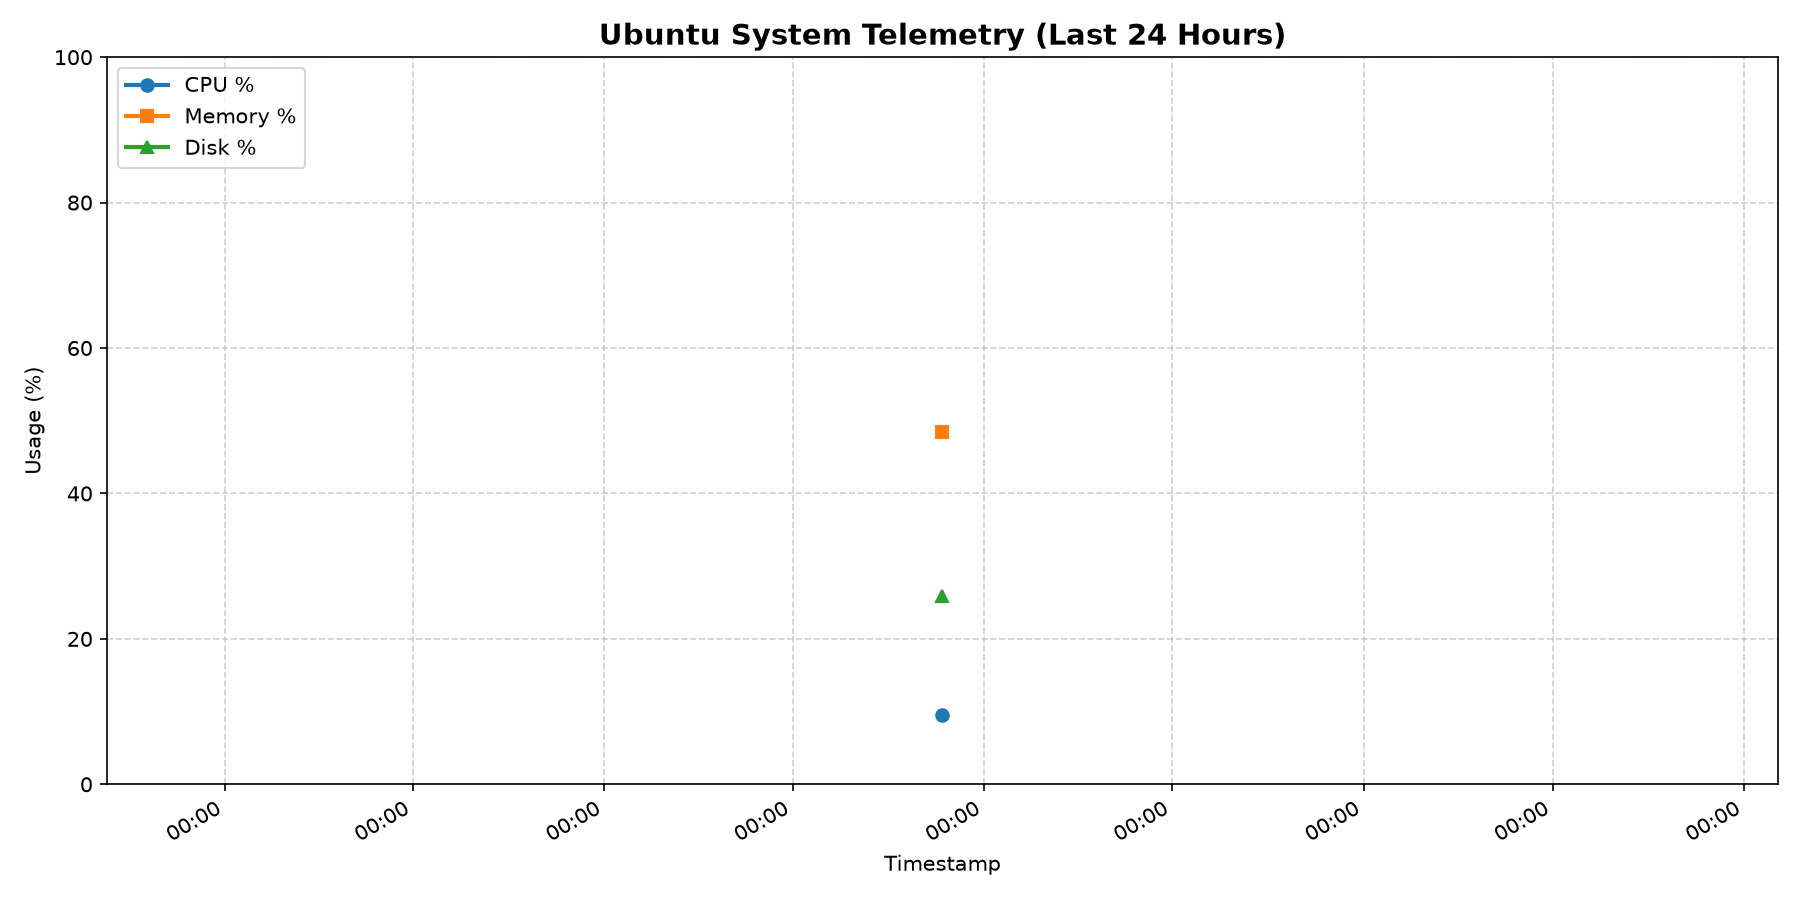 Ubuntu System Telemetry (Last 24 Hours)
CPU %
Memory %
Disk %
Usage (%)
100
80
60
40
20
0
00:00 00:00 00:00 00:00 00:00 00:00 00:00 00:00 00:00
Timestamp